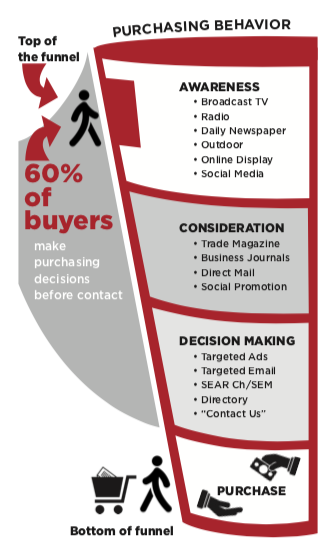 PURCHASING BEHAVIOR
Top of
the funnel
60%
of
buyers
make
purchasing
decisions
before contact
AWARENESS
• Broadcast TV
• Radio
• Daily Newspaper
• Outdoor
• Online Display
• Social Media
CONSIDERATION
• Trade Magazine
• Business Journals
• Direct Mail
• Social Promotion
DECISION MAKING
• Targeted Ads
• Targeted Email
• SEAR Ch/SEM
• Directory
• “Contact Us”
PURCHASE
Bottom of funnel